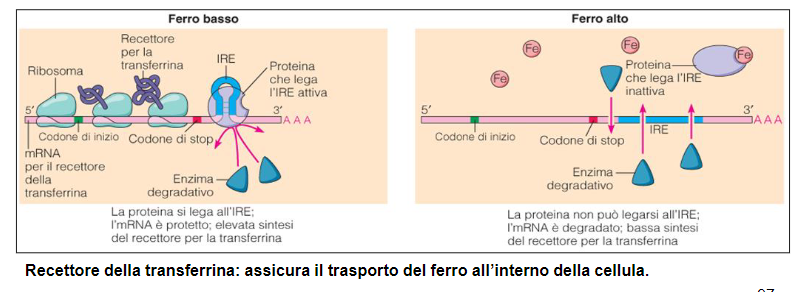 Ferro basso
Recettore
per la
transferrina
IRE
Ribosoma
Proteina
che lega
l'IRE attiva
5'
3'
A A A
Codone di inizio
Codone di stop
mRNA
per il recettore
della
transferrina
Enzima
degradativo
La proteina si lega all'IRE;
l'mRNA è protetto; elevata sintesi
del recettore per la transferrina
Ferro alto
Fe
Fe
Fe
Proteina
che lega l'IRE
inattiva
5'
3'
A A A
Codone di inizio
Codone di stop
IRE
Enzima
degradativo
La proteina non può legarsi all'IRE;
l'mRNA è degradato; bassa sintesi
del recettore per la transferrina
Recettore della transferrina: assicura il trasporto del ferro all'interno della cellula.